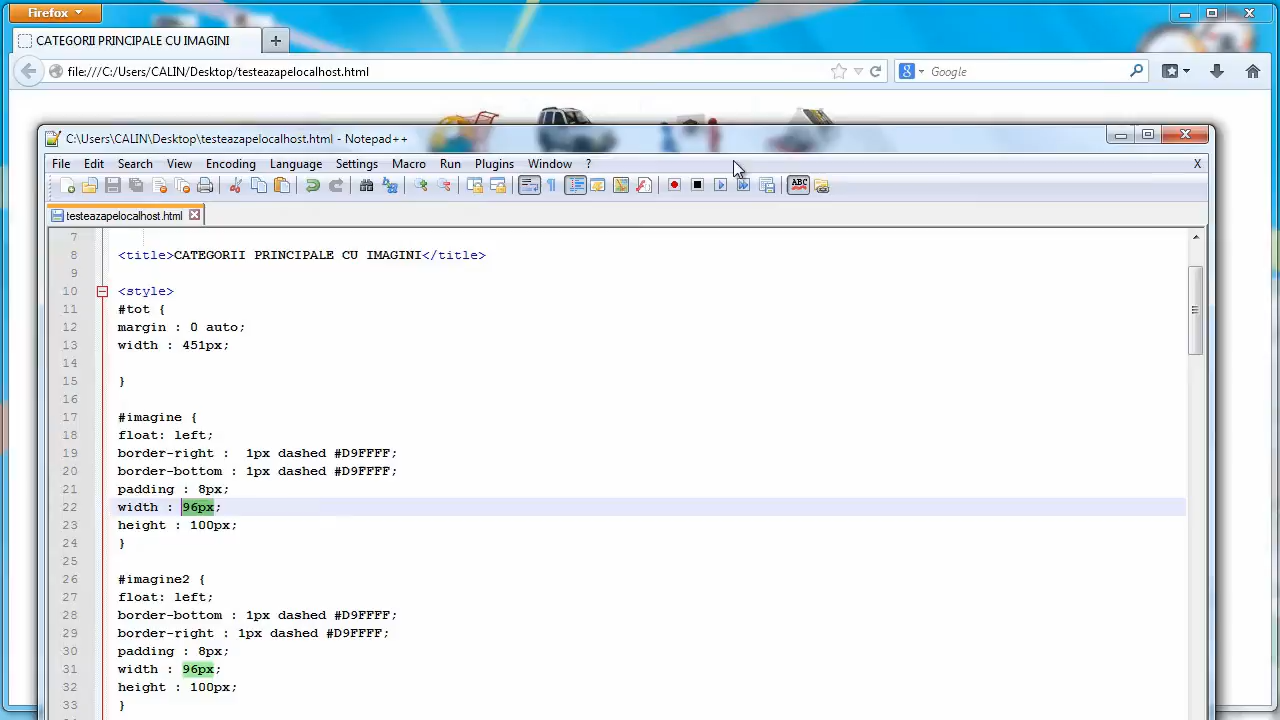 Firefox
CATEGORII PRINCIPALE CU IMAGINI
file:///C:/Users/CALIN/Desktop/testeazapelocalhost.html
Google
C:\Users\CALIN\Desktop\testeazapelocalhost.html - Notepad++
File Edit Search View Encoding Language Settings Macro Run Plugins Window ? X
ABC
testeazapelocalhost.html
7
8 <title>CATEGORII PRINCIPALE CU IMAGINI</title>
9
10 <style>
11 #tot {
12 margin : 0 auto;
13 width : 451px;
14
15 }
16
17 #imagine {
18 float: left;
19 border-right :  1px dashed #D9FFFF;
20 border-bottom : 1px dashed #D9FFFF;
21 padding : 8px;
22 width : 96px;
23 height : 100px;
24 }
25
26 #imagine2 {
27 float: left;
28 border-bottom : 1px dashed #D9FFFF;
29 border-right : 1px dashed #D9FFFF;
30 padding : 8px;
31 width : 96px;
32 height : 100px;
33 }